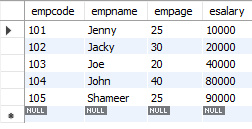 empcode empname empage esalary
101 Jenny 25 10000
102 Jacky 30 20000
103 Joe 20 40000
104 John 40 80000
105 Shameer 25 90000
NULL NULL NULL NULL